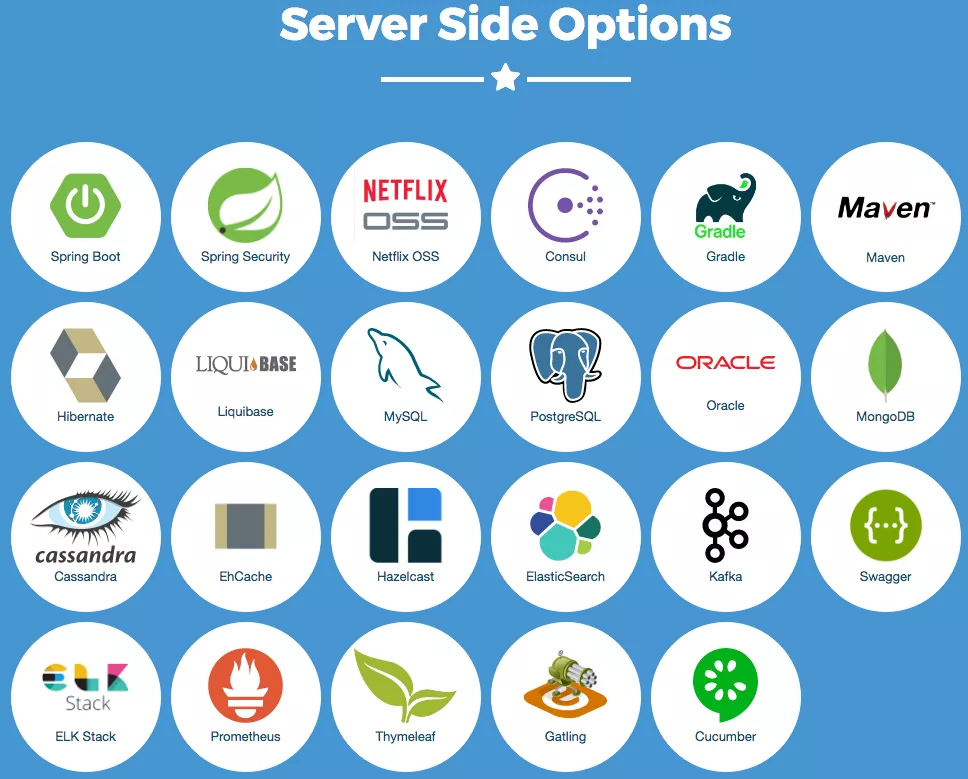 Server Side Options
Spring Boot
Spring Security
NETFLIX
OSS
Netflix OSS
Consul
Gradle
Gradle
Maven™
Maven
Hibernate
LIQUIBASE
Liquibase
MySQL
PostgreSQL
ORACLE
Oracle
MongoDB
cassandra
Cassandra
EhCache
Hazelcast
ElasticSearch
Kafka
{···}
Swagger
ELK
Stack
ELK Stack
Prometheus
Thymeleaf
Gatling
Cucumber